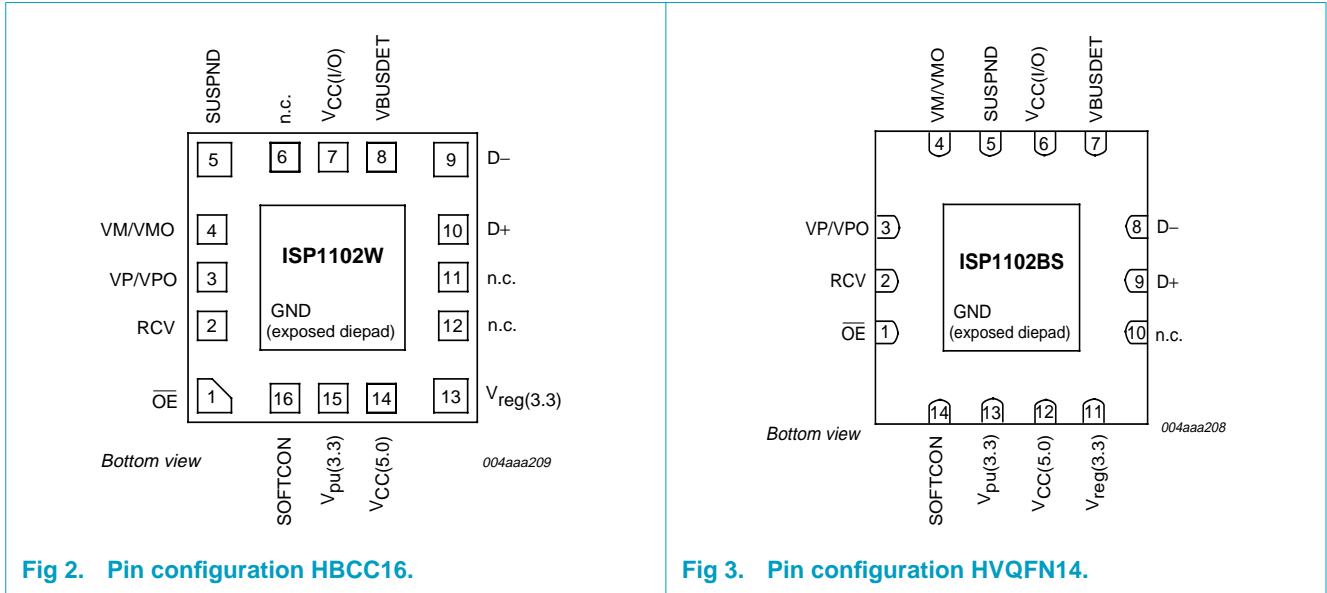 SUSPND
n.c.
VCC(I/O)
VBUSDET
5
6
7
8
9
D−
VM/VMO
4
10
D+
ISP1102W
VP/VPO
3
11
n.c.
GND
(exposed diepad)
RCV
2
12
n.c.
OE
1
16
15
14
13
Vreg(3.3)
SOFTCON
Vpu(3.3)
VCC(5.0)
Bottom view
004aaa209
Fig 2. Pin configuration HBCC16.
VM/VMO
SUSPND
VCC(I/O)
VBUSDET
4
5
6
7
VP/VPO
3
8
D−
ISP1102BS
RCV
2
9
D+
GND
(exposed diepad)
OE
1
10
n.c.
14
13
12
11
SOFTCON
Vpu(3.3)
VCC(5.0)
Vreg(3.3)
Bottom view
004aaa208
Fig 3. Pin configuration HVQFN14.